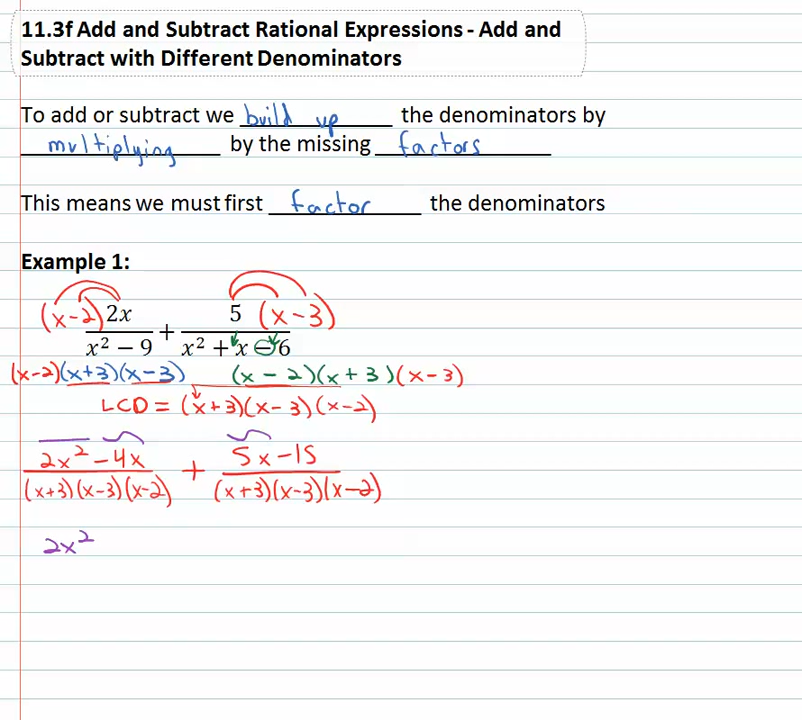 11.3f Add and Subtract Rational Expressions - Add and
Subtract with Different Denominators
To add or subtract we build up the denominators by
multiplying by the missing factors
This means we must first factor the denominators
Example 1:
(x-2) 2x / x² − 9 + 5 (x-3) / x² + x − 6
(x-2)(x+3)(x-3) (x-2)(x+3)(x-3)
LCD = (x+3)(x-3)(x-2)
2x² - 4x / (x+3)(x-3)(x-2) + 5x-15 / (x+3)(x-3)(x-2)
2x²